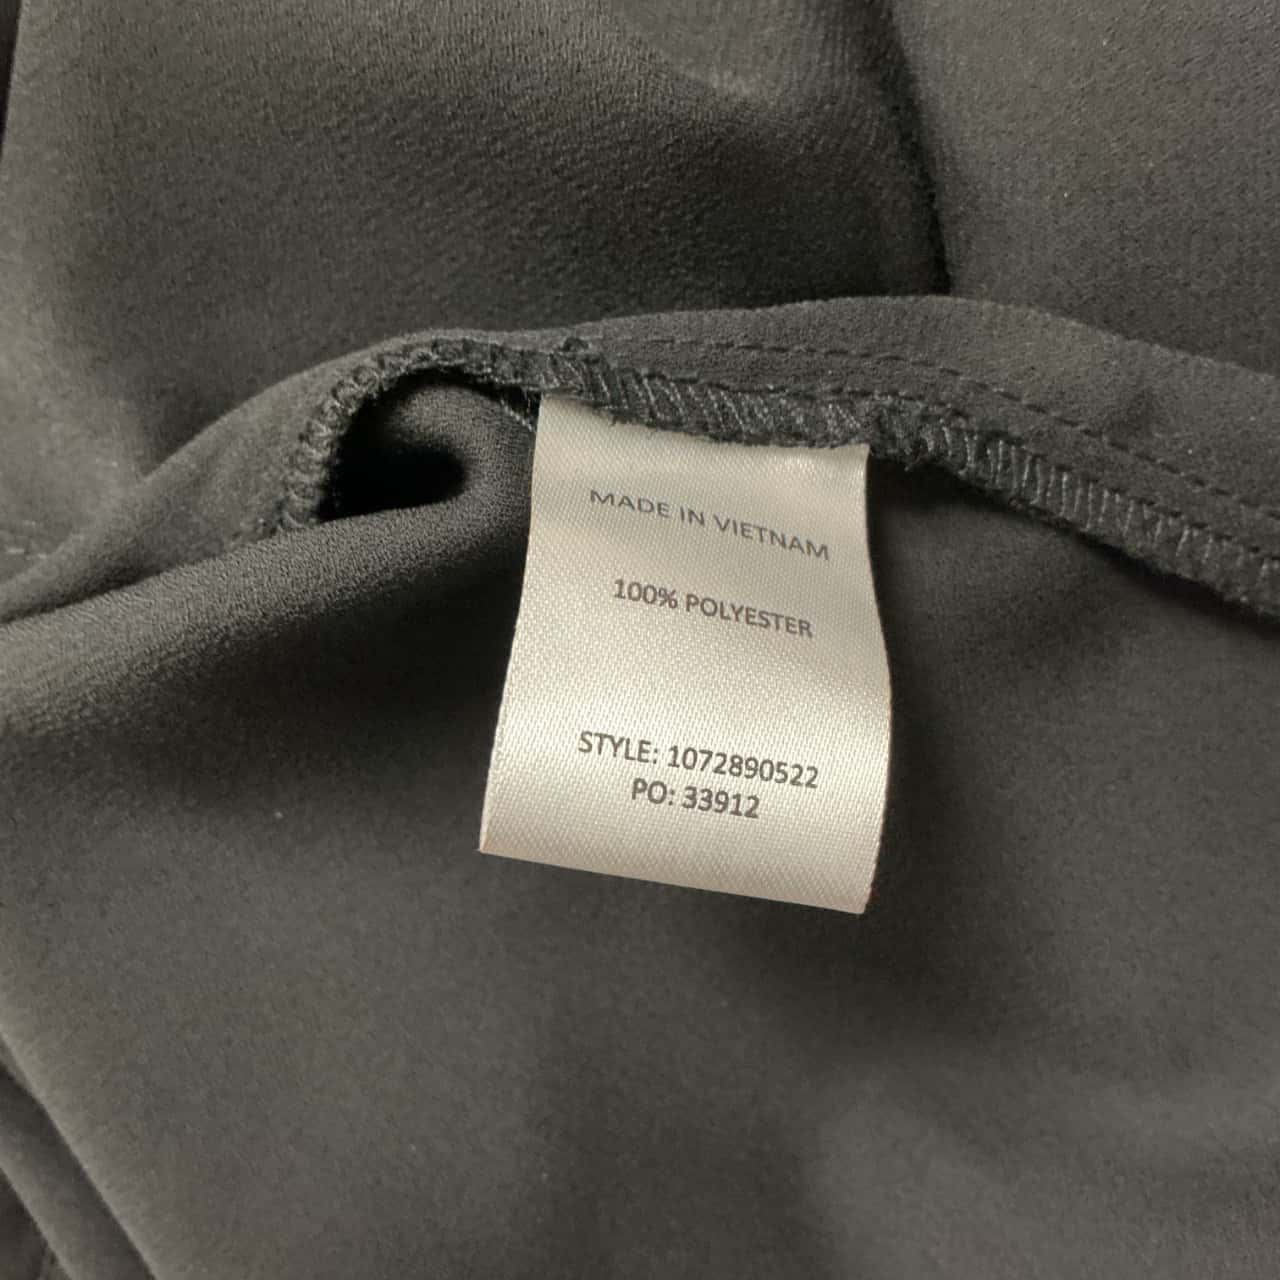 MADE IN VIETNAM
100% POLYESTER
STYLE: 1072890522
PO: 33912